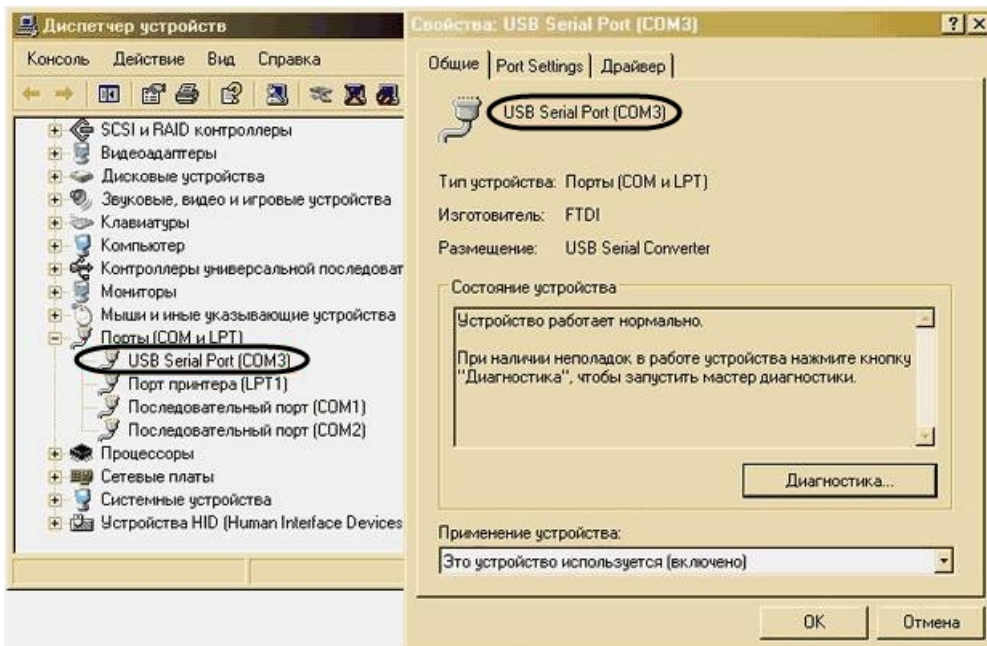 Диспетчер устройств
Консоль Действие Вид Справка
SCSI и RAID контроллеры
Видеоадаптеры
Дисковые устройства
Звуковые, видео и игровые устройства
Клавиатуры
Компьютер
Контроллеры универсальной последоват
Мониторы
Мыши и иные указывающие устройства
Порты (COM и LPT)
USB Serial Port (COM3)
Порт принтера (LPT1)
Последовательный порт (COM1)
Последовательный порт (COM2)
Процессоры
Сетевые платы
Системные устройства
Устройства HID (Human Interface Devices
Свойства: USB Serial Port (COM3)
Общие Port Settings Драйвер
USB Serial Port (COM3)
Тип устройства: Порты (COM и LPT)
Изготовитель: FTDI
Размещение: USB Serial Converter
Состояние устройства
Устройство работает нормально.
При наличии неполадок в работе устройства нажмите кнопку
"Диагностика", чтобы запустить мастер диагностики.
Диагностика...
Применение устройства:
Это устройство используется (включено)
OK Отмена